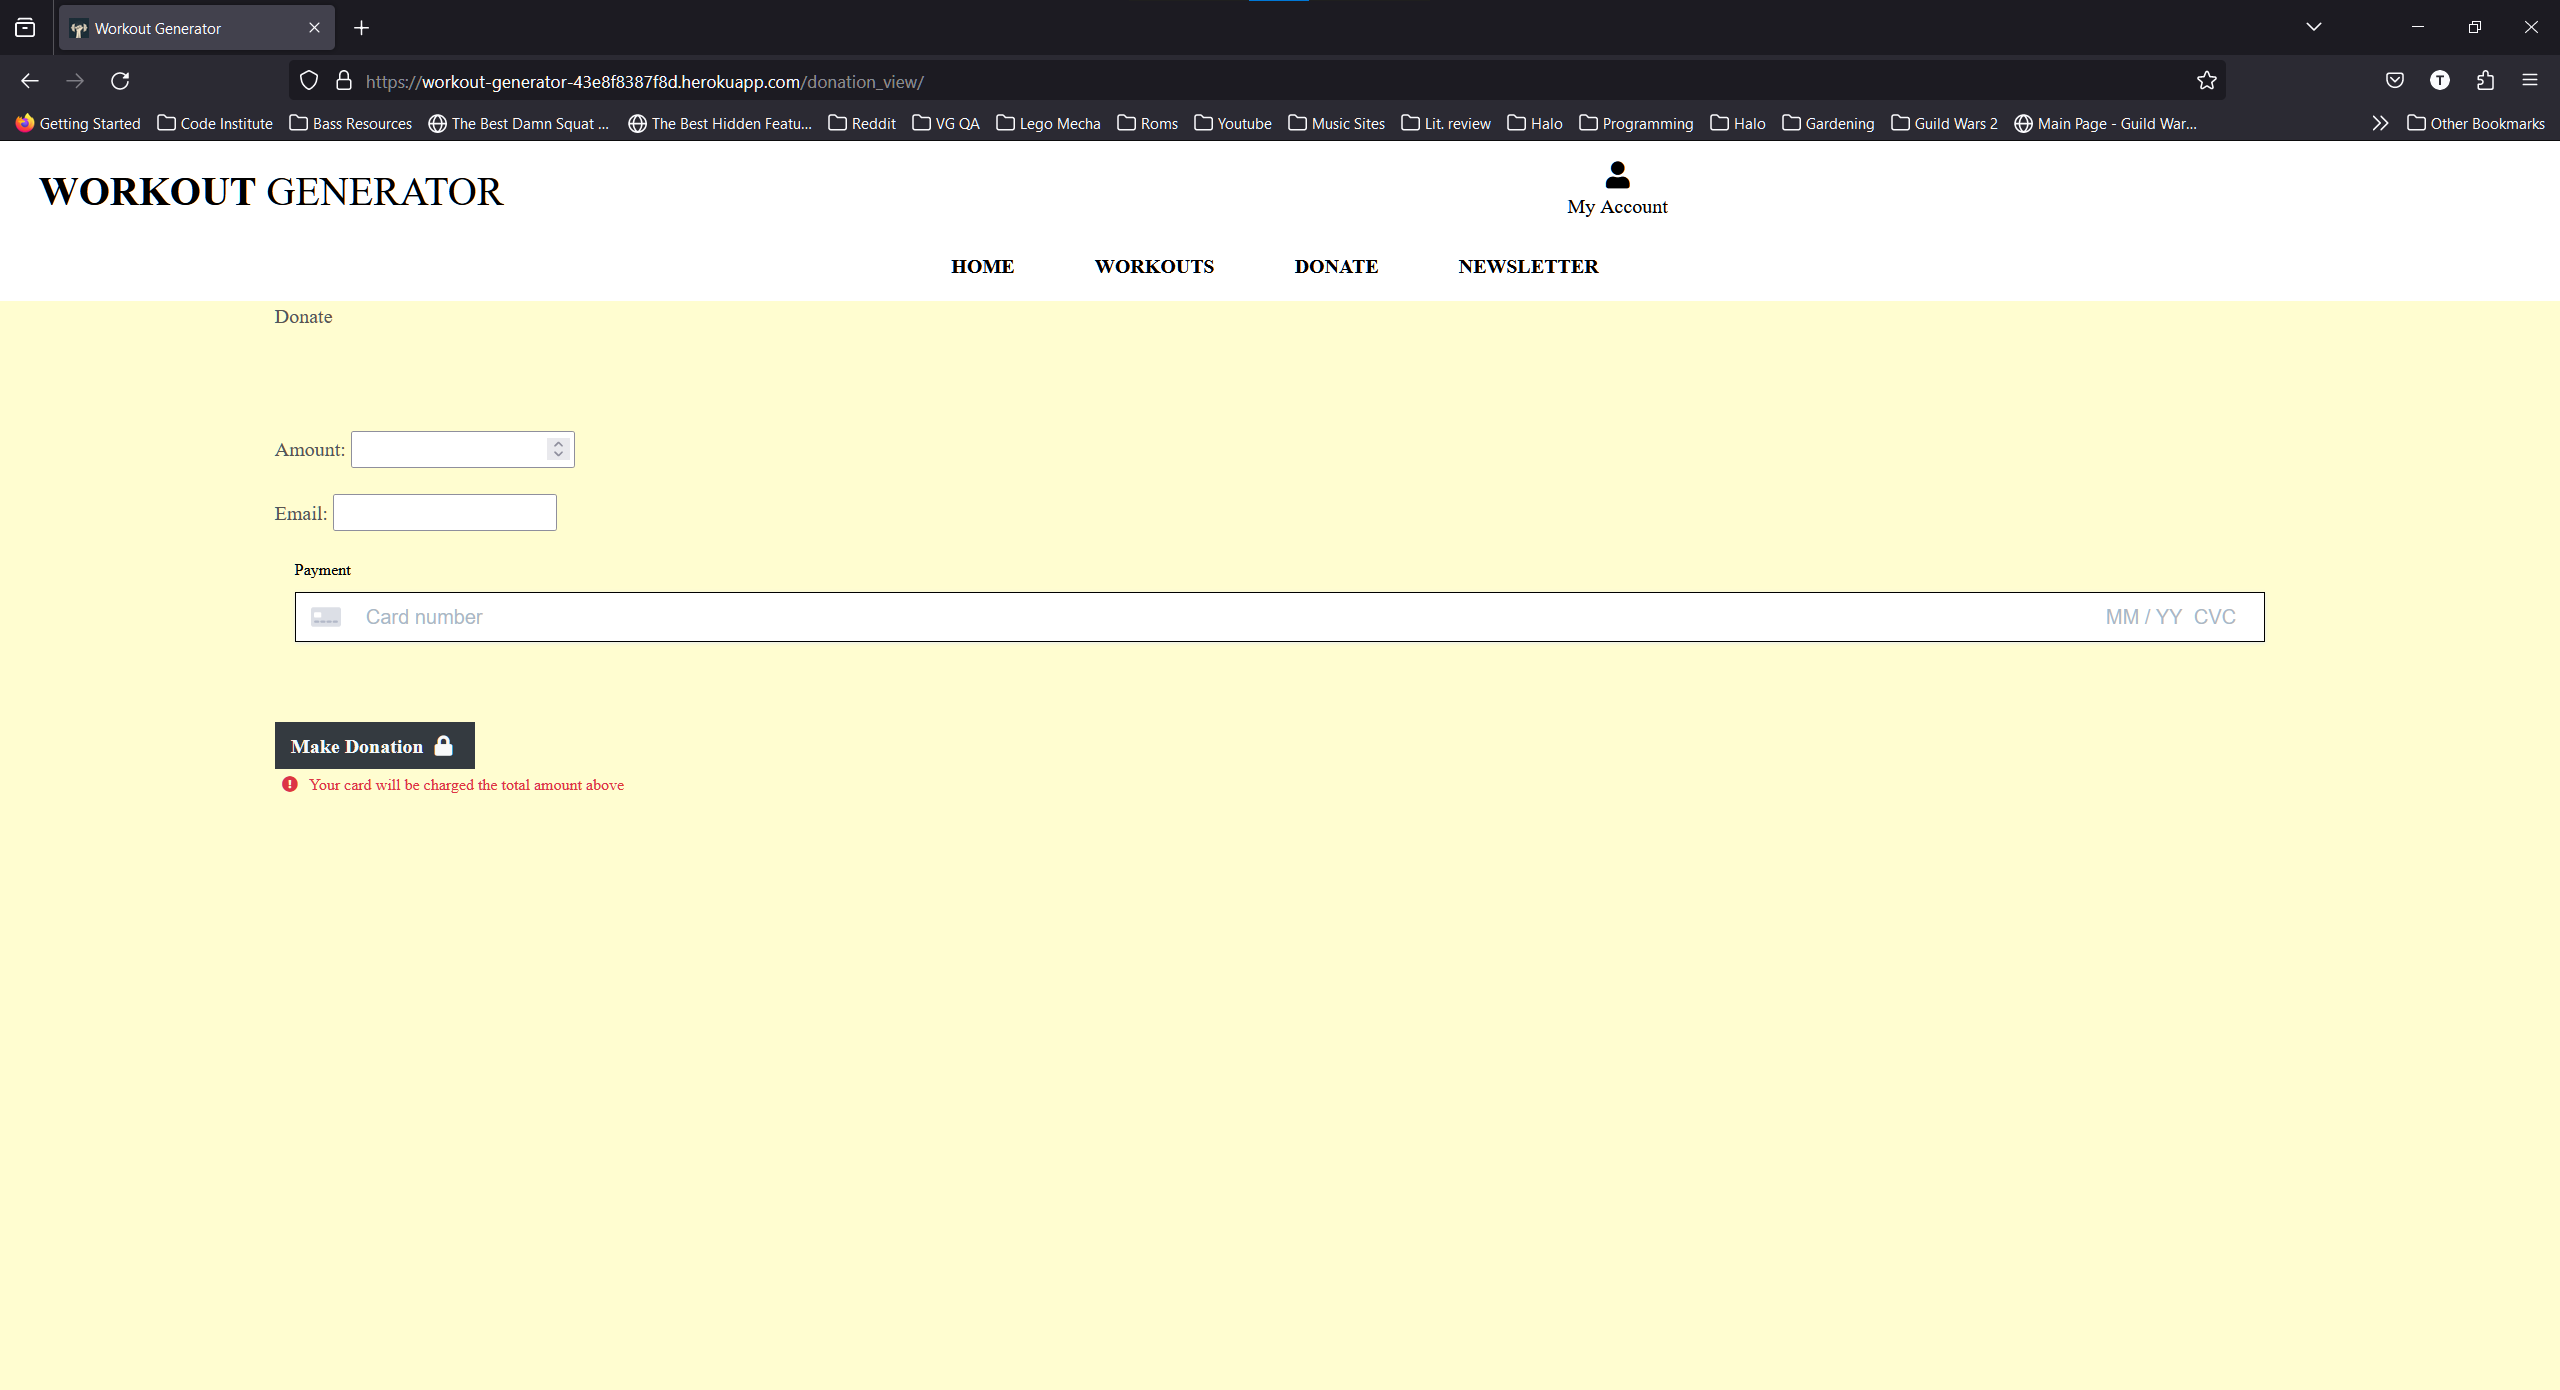 Workout Generator
https://workout-generator-43e8f8387f8d.herokuapp.com/donation_view/
T
Getting Started Code Institute Bass Resources The Best Damn Squat ... The Best Hidden Featu... Reddit VG QA Lego Mecha Roms Youtube Music Sites Lit. review Halo Programming Halo Gardening Guild Wars 2 Main Page - Guild War... Other Bookmarks
WORKOUT GENERATOR
My Account
HOME WORKOUTS DONATE NEWSLETTER
Donate
Amount:
Email:
Payment
Card number MM / YY CVC
Make Donation
Your card will be charged the total amount above